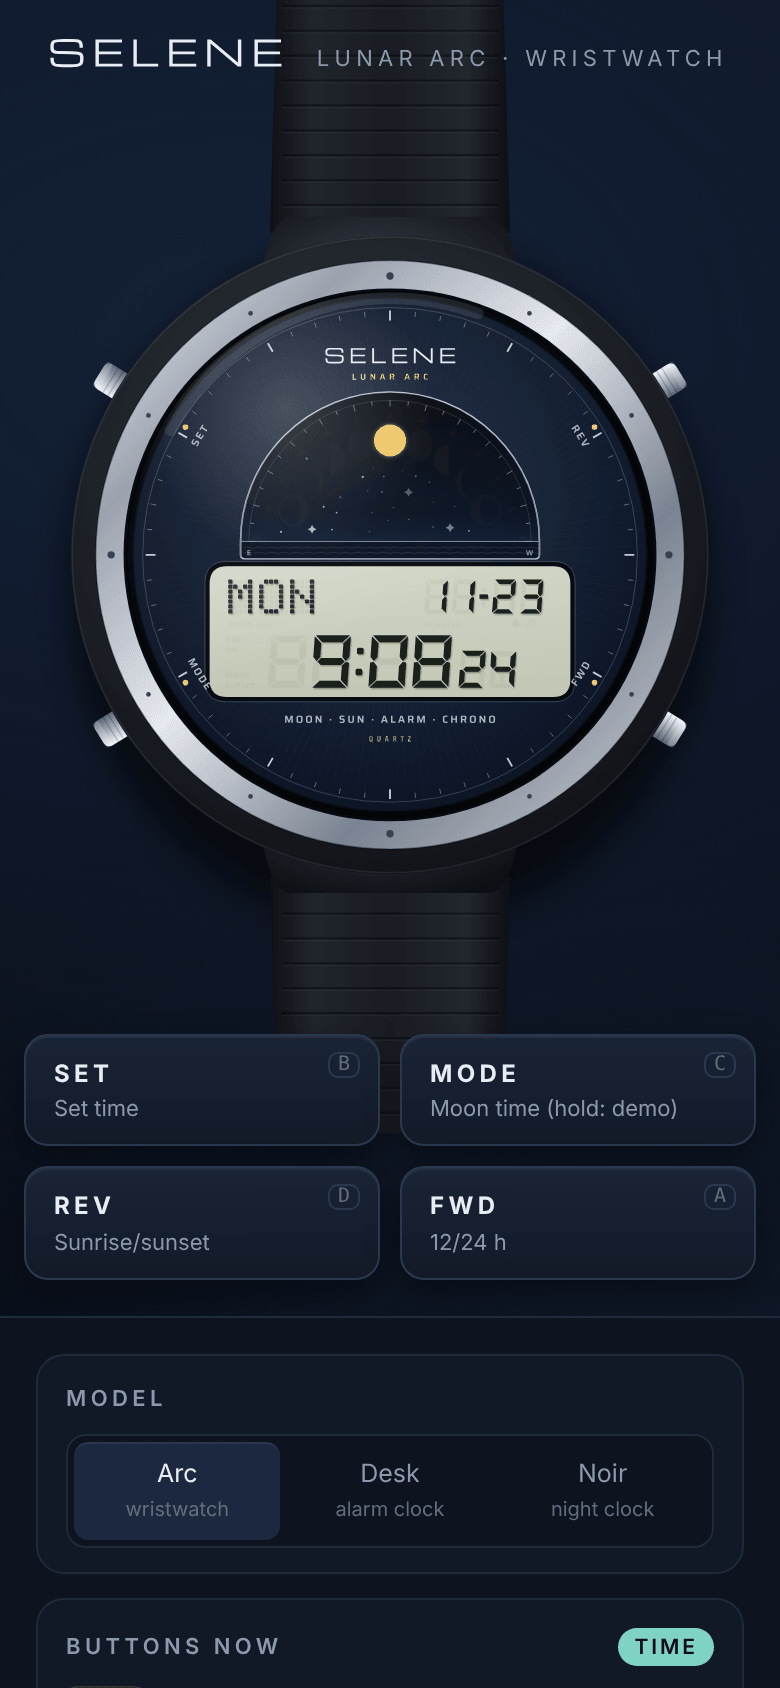 SELENE LUNAR ARC · WRISTWATCH
SELENE
LUNAR ARC
SET
REV
E W
MON 11-23
9:08 24
MODE
FWD
MOON · SUN · ALARM · CHRONO
QUARTZ
SET B
Set time
MODE C
Moon time (hold: demo)
REV D
Sunrise/sunset
FWD A
12/24 h
MODEL
Arc
wristwatch
Desk
alarm clock
Noir
night clock
BUTTONS NOW TIME